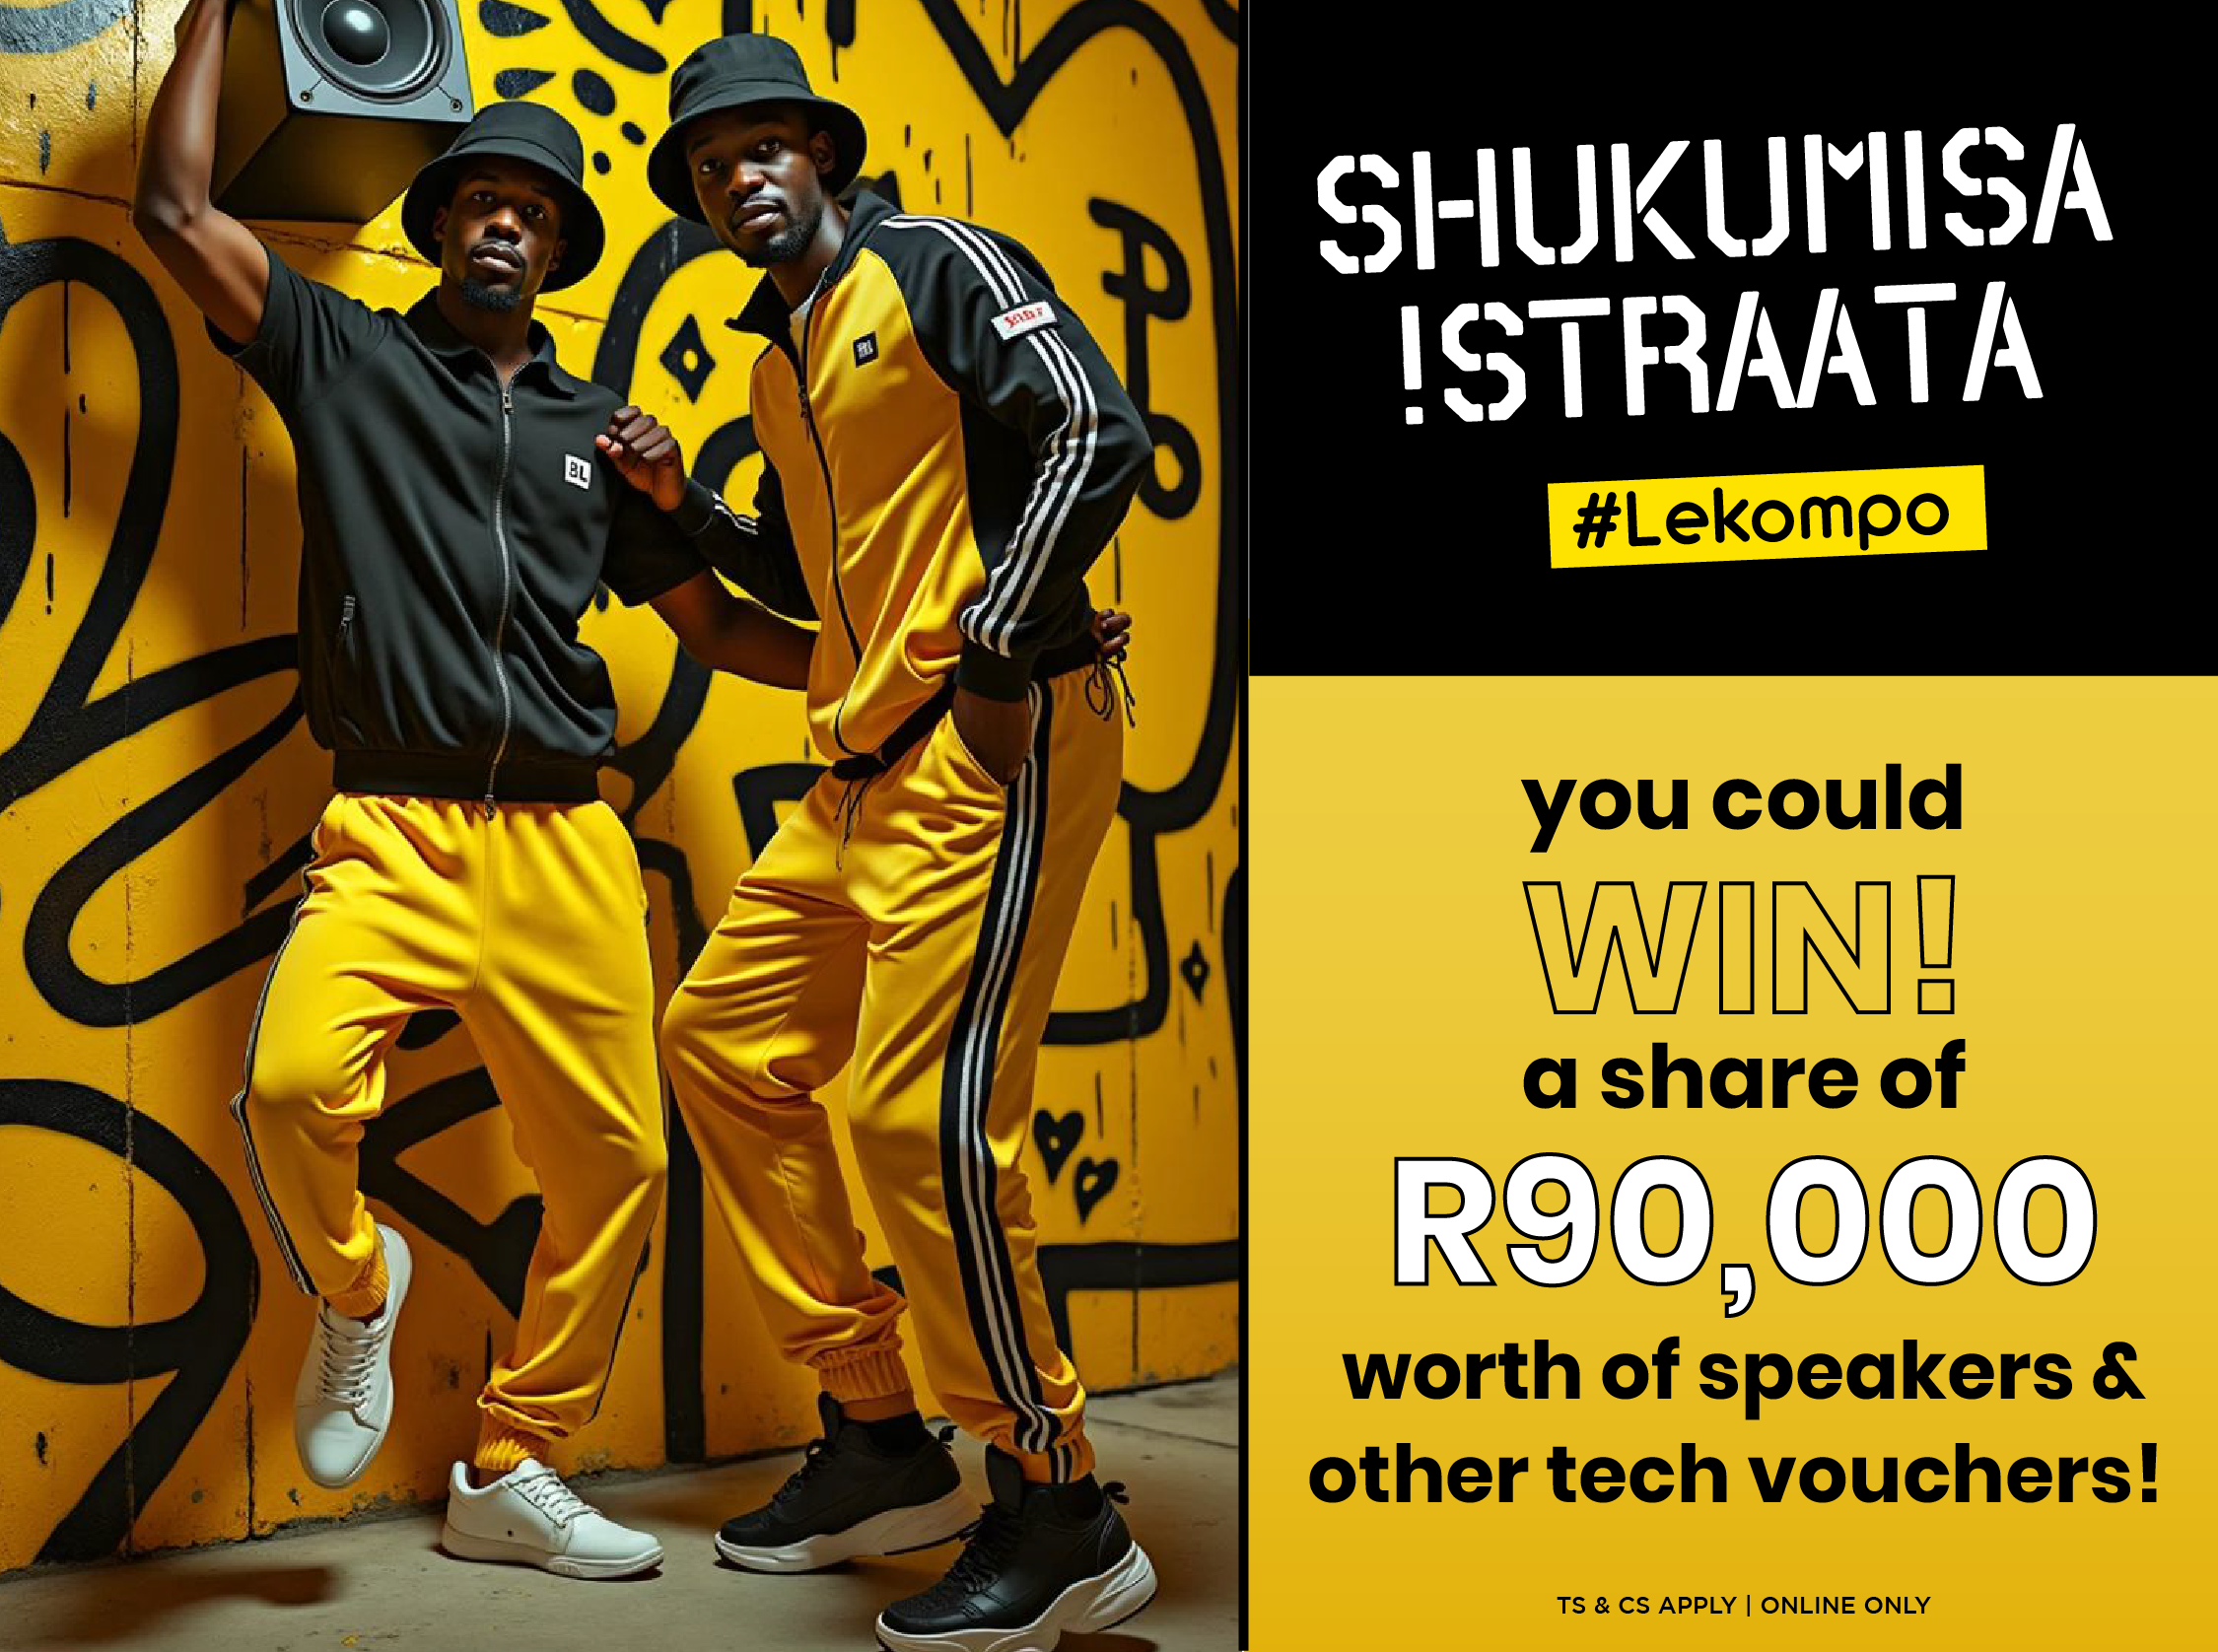 BL
SHUKUMISA
!STRAATA
#Lekompo
you could
WIN!
a share of
R90,000
worth of speakers &
other tech vouchers!
TS & CS APPLY | ONLINE ONLY